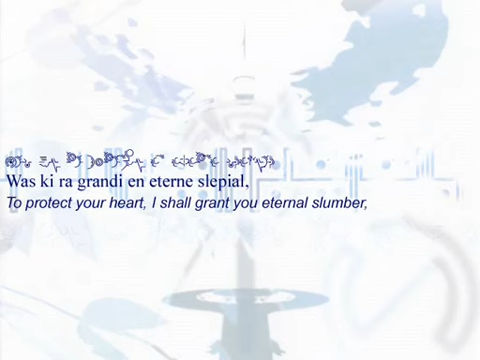 Was ki ra grandi en eterne slepial,
To protect your heart, I shall grant you eternal slumber,